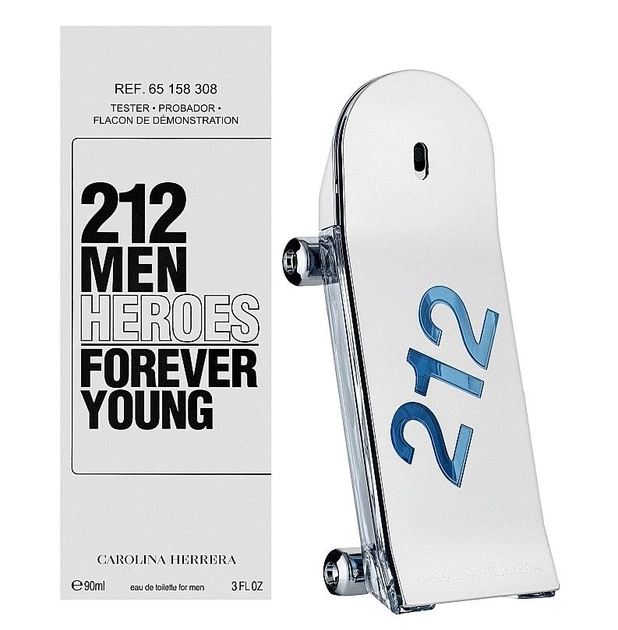 REF. 65 158 308
TESTER • PROBADOR •
FLACON DE DÉMONSTRATION
212
MEN
HEROES
FOREVER
YOUNG
CAROLINA HERRERA
e 90ml eau de toilette for men 3 FL OZ
212
CAROLINA HERRERA